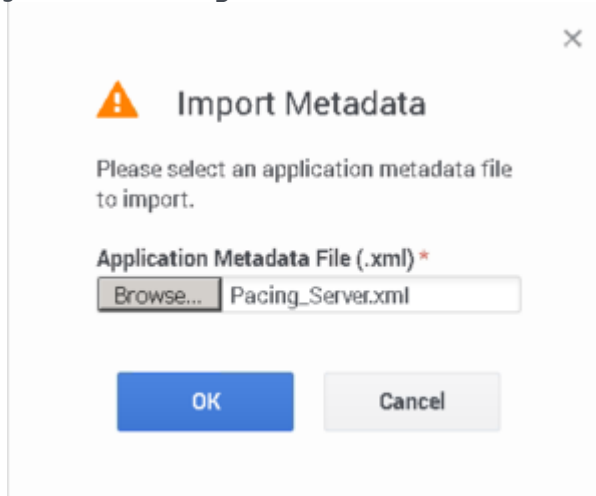 Import Metadata
Please select an application metadata file
to import.
Application Metadata File (.xml) *
Browse... Pacing_Server.xml
OK Cancel